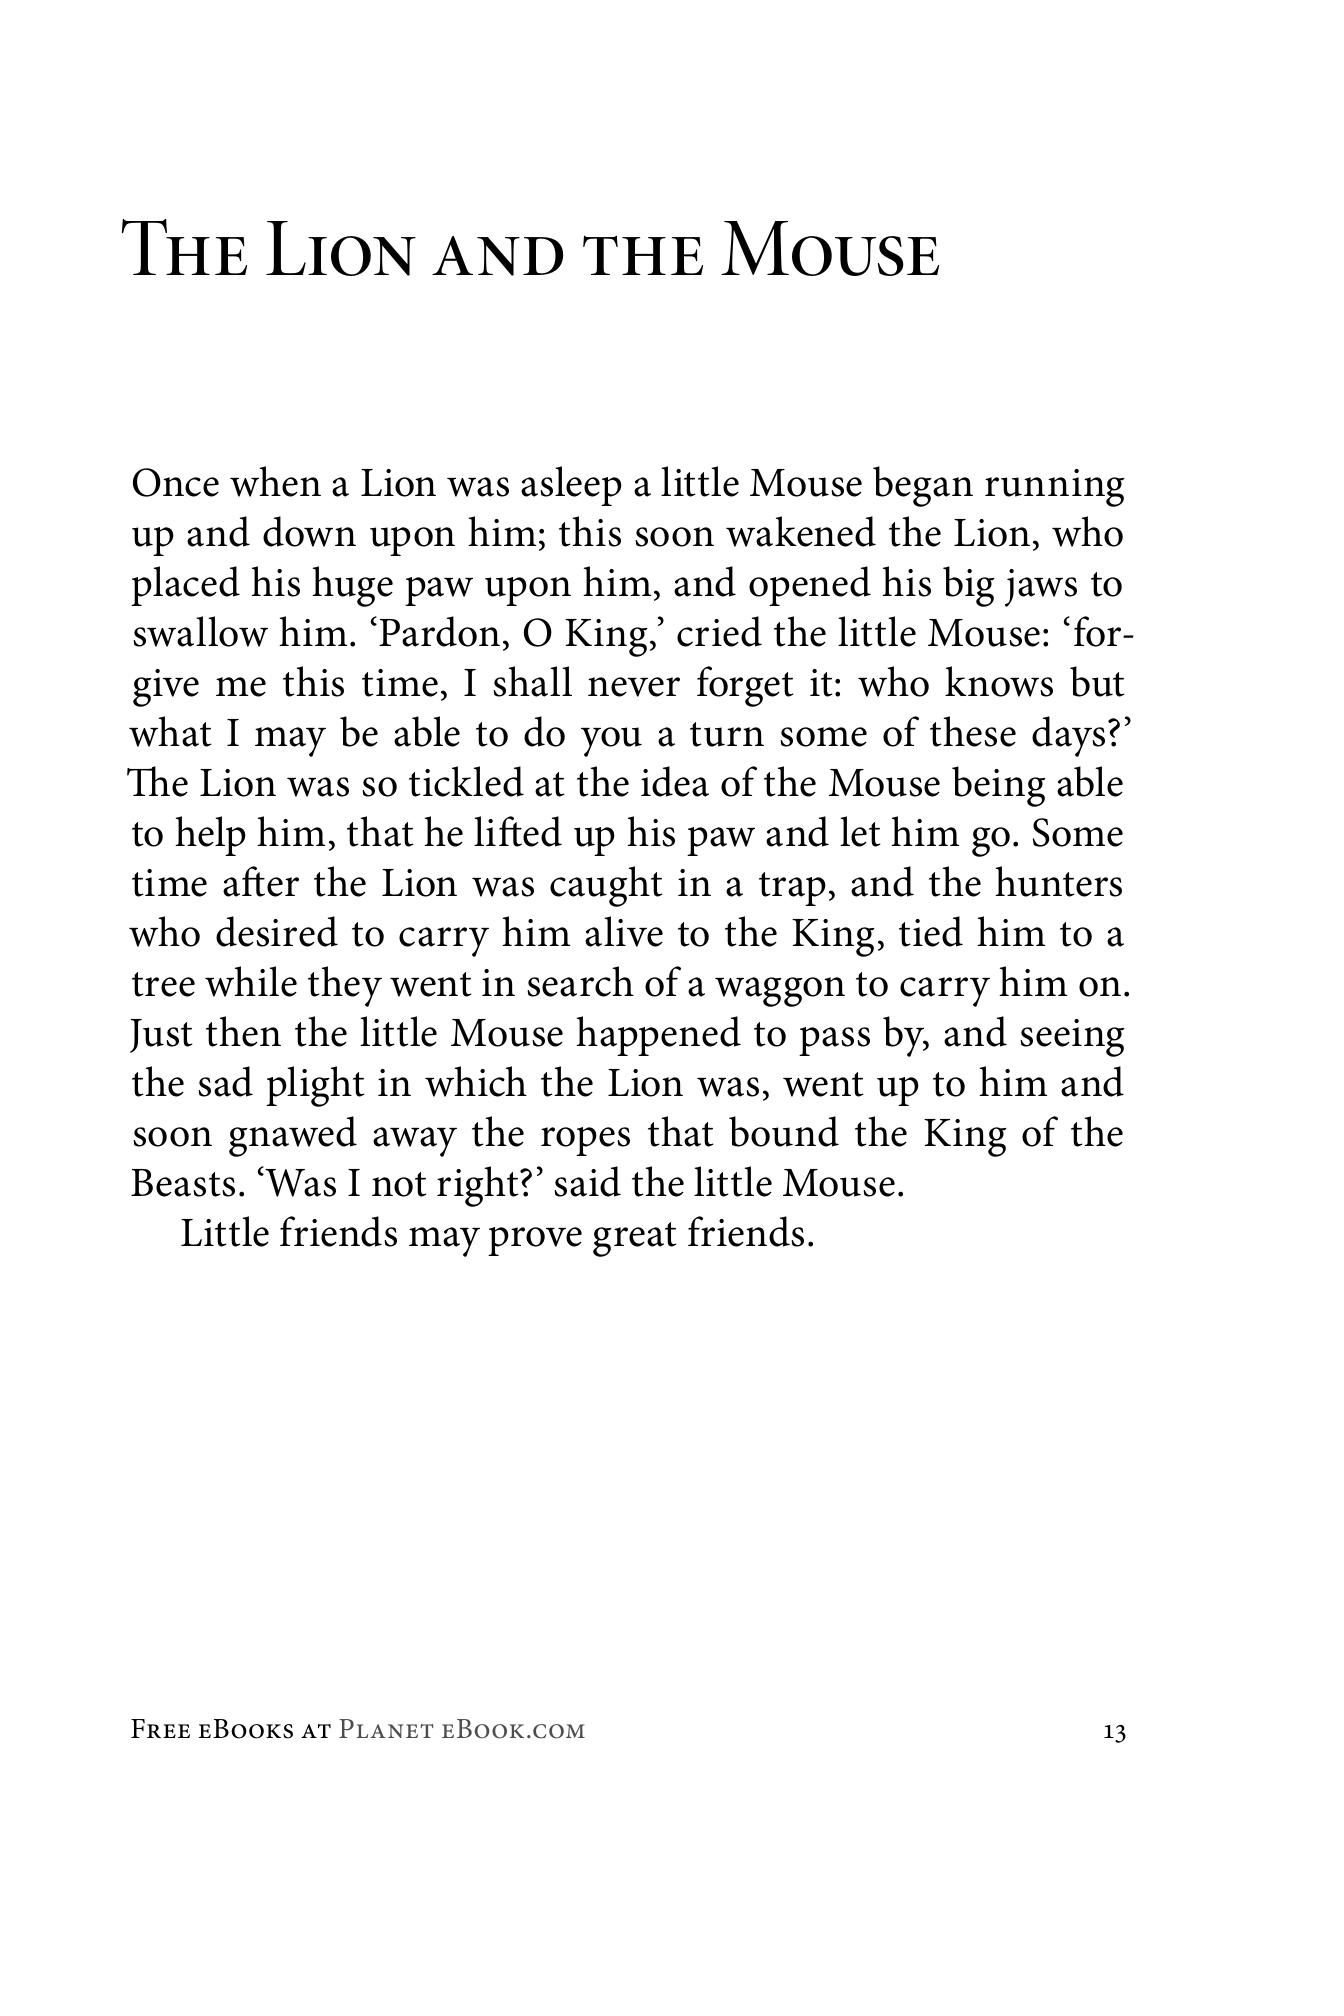 The Lion and the Mouse
Once when a Lion was asleep a little Mouse began running
up and down upon him; this soon wakened the Lion, who
placed his huge paw upon him, and opened his big jaws to
swallow him. ‘Pardon, O King,’ cried the little Mouse: ‘for-
give me this time, I shall never forget it: who knows but
what I may be able to do you a turn some of these days?’
The Lion was so tickled at the idea of the Mouse being able
to help him, that he lifted up his paw and let him go. Some
time after the Lion was caught in a trap, and the hunters
who desired to carry him alive to the King, tied him to a
tree while they went in search of a waggon to carry him on.
Just then the little Mouse happened to pass by, and seeing
the sad plight in which the Lion was, went up to him and
soon gnawed away the ropes that bound the King of the
Beasts. ‘Was I not right?’ said the little Mouse.
Little friends may prove great friends.
Free eBooks at Planet eBook.com 13